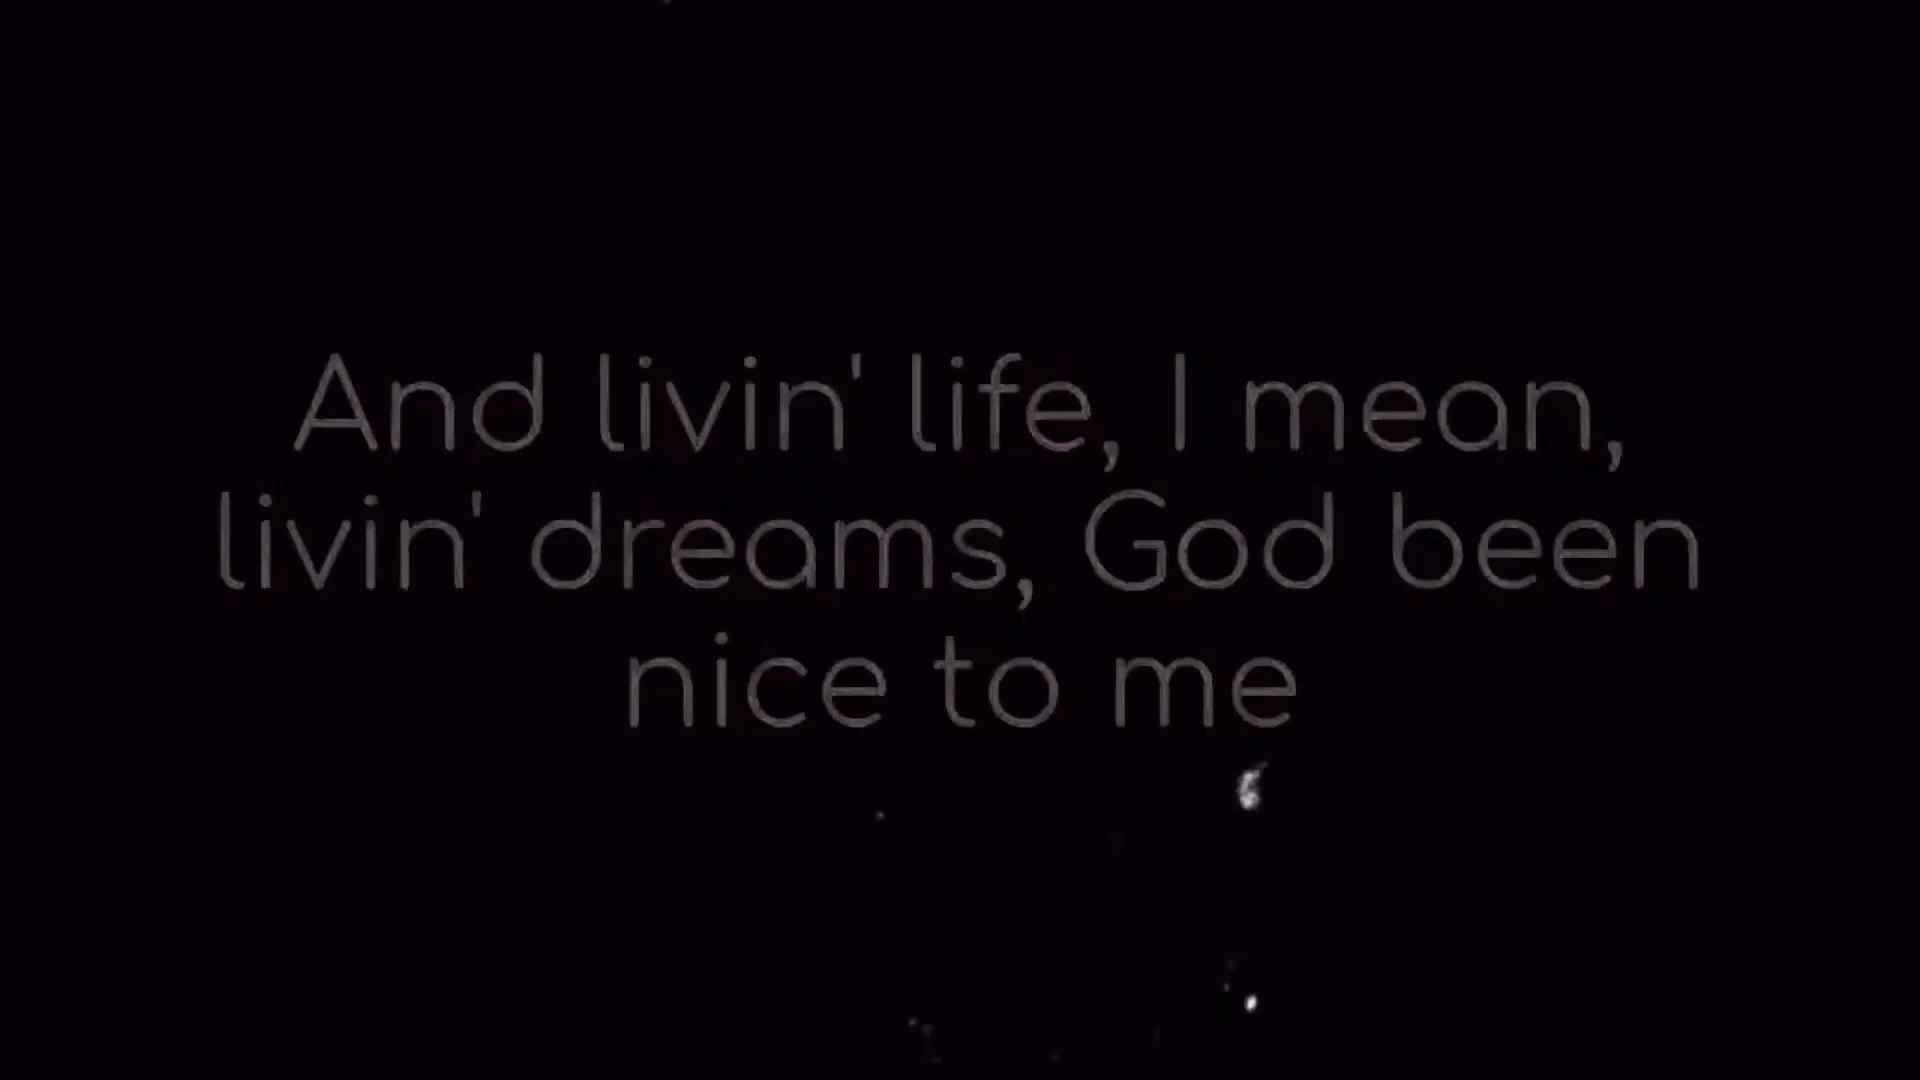 And livin' life, I mean,
livin' dreams, God been
nice to me